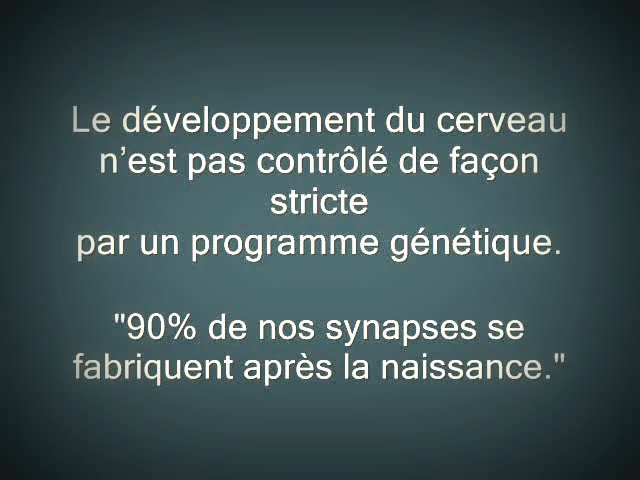 Le développement du cerveau
n’est pas contrôlé de façon
stricte
par un programme génétique.
"90% de nos synapses se
fabriquent après la naissance."